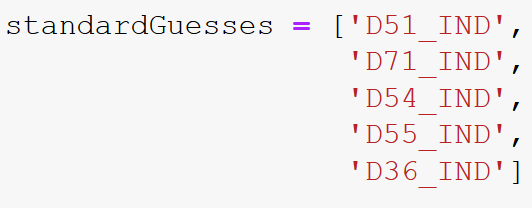 standardGuesses = ['D51_IND',
'D71_IND',
'D54_IND',
'D55_IND',
'D36_IND']